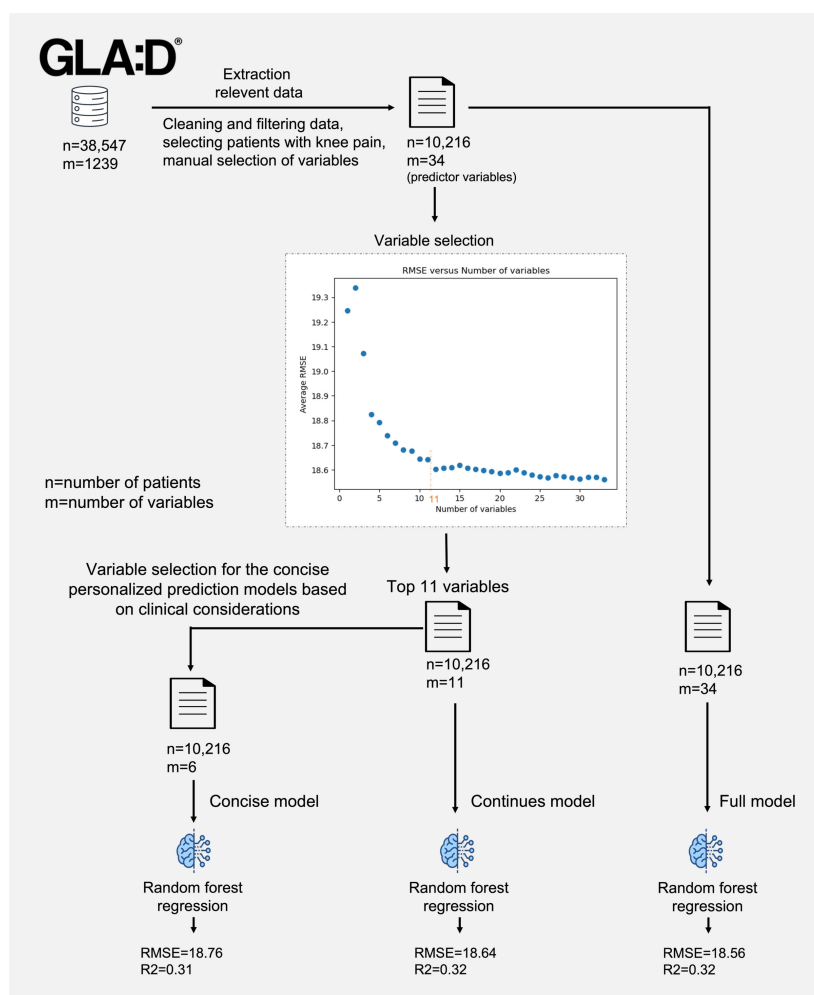 GLA:D®
Extraction
relevent data
Cleaning and filtering data,
selecting patients with knee pain,
manual selection of variables
n=38,547
m=1239
n=10,216
m=34
(predictor variables)
Variable selection
RMSE versus Number of variables
Average RMSE
19.3
19.2
19.1
19.0
18.9
18.8
18.7
18.6
0 5 10 11 15 20 25 30
Number of variables
n=number of patients
m=number of variables
Variable selection for the concise
personalized prediction models based
on clinical considerations
Top 11 variables
n=10,216
m=11
n=10,216
m=34
n=10,216
m=6
Concise model
Continues model
Full model
Random forest
regression
Random forest
regression
Random forest
regression
RMSE=18.76
R2=0.31
RMSE=18.64
R2=0.32
RMSE=18.56
R2=0.32